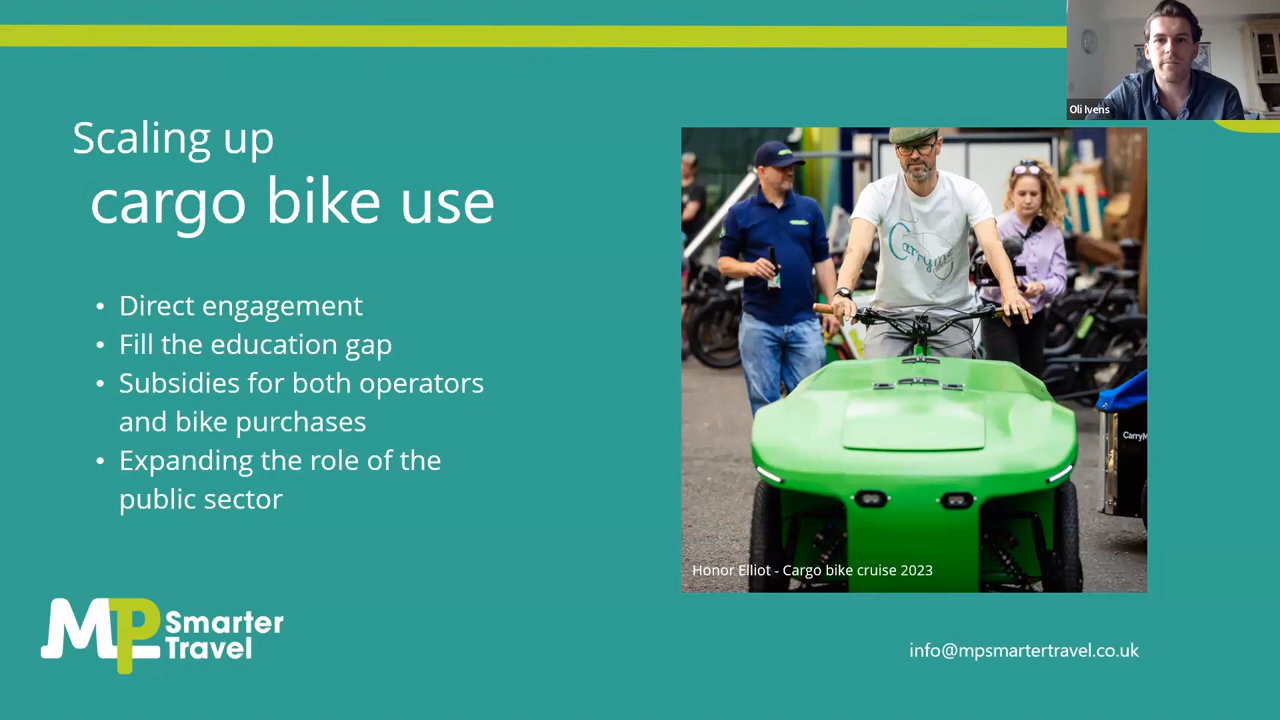 Oli Ivens
Scaling up
cargo bike use
• Direct engagement
• Fill the education gap
• Subsidies for both operators
and bike purchases
• Expanding the role of the
public sector
Carryme
CarryM
Honor Elliot - Cargo bike cruise 2023
MP Smarter
Travel
info@mpsmartertravel.co.uk